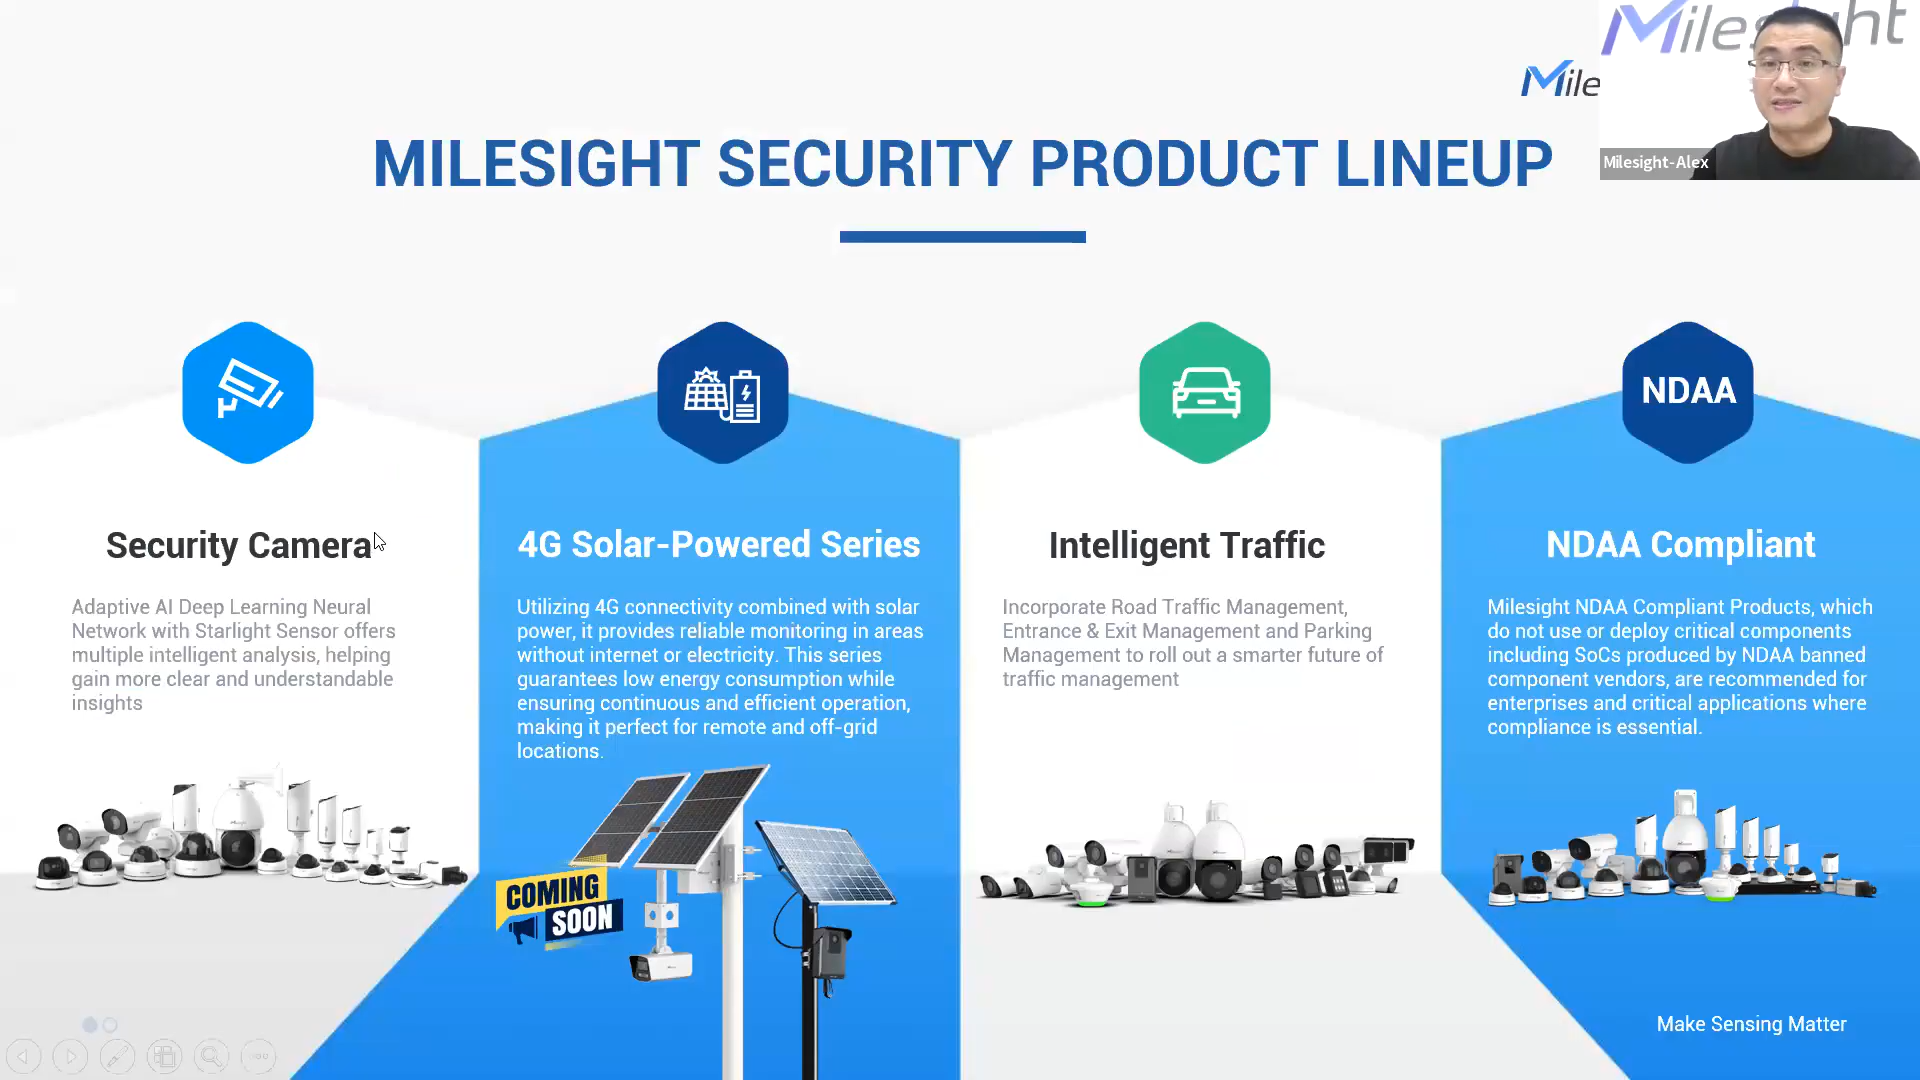 Milesight
Mile
Milesight-Alex
MILESIGHT SECURITY PRODUCT LINEUP
NDAA
Security Camera
Adaptive AI Deep Learning Neural
Network with Starlight Sensor offers
multiple intelligent analysis, helping
gain more clear and understandable
insights
4G Solar-Powered Series
Utilizing 4G connectivity combined with solar
power, it provides reliable monitoring in areas
without internet or electricity. This series
guarantees low energy consumption while
ensuring continuous and efficient operation,
making it perfect for remote and off-grid
locations.
COMING
SOON
Intelligent Traffic
Incorporate Road Traffic Management,
Entrance & Exit Management and Parking
Management to roll out a smarter future of
traffic management
NDAA Compliant
Milesight NDAA Compliant Products, which
do not use or deploy critical components
including SoCs produced by NDAA banned
component vendors, are recommended for
enterprises and critical applications where
compliance is essential.
Make Sensing Matter